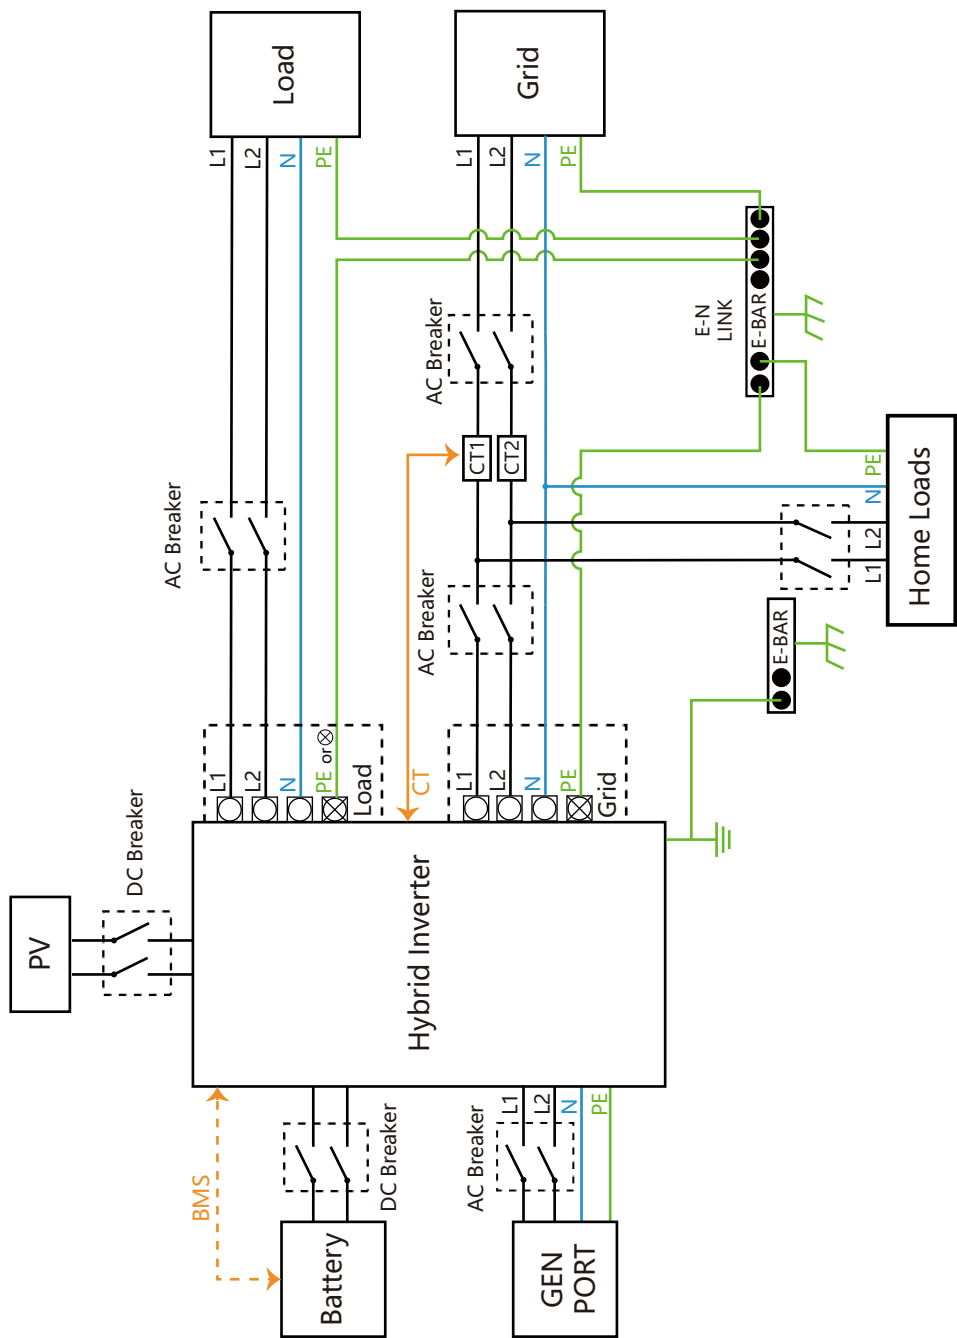 Load
Grid
L1
L2
N
PE
L1
L2
N
PE
AC Breaker
E-N
LINK
E-BAR
AC Breaker
CT1
CT2
AC Breaker
PE
N
L2
L1
Home Loads
E-BAR
L1
L2
N
PE or
Load
CT
L1
L2
N
PE
Grid
DC Breaker
PV
Hybrid Inverter
BMS
DC Breaker
Battery
AC Breaker
L1
L2
N
PE
GEN
PORT